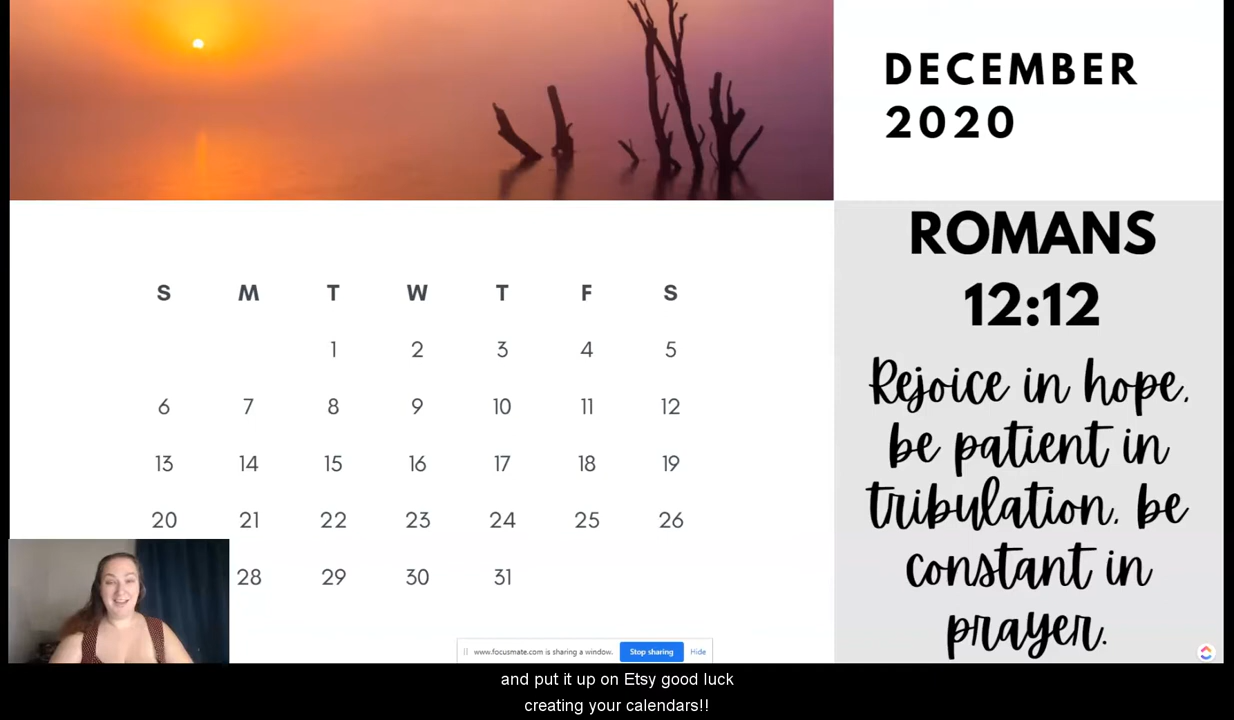 DECEMBER
2020
ROMANS
12:12
Rejoice in hope,
be patient in
tribulation, be
constant in
prayer.
S M T W T F S
1 2 3 4 5
6 7 8 9 10 11 12
13 14 15 16 17 18 19
20 21 22 23 24 25 26
28 29 30 31
www.focusmate.com is sharing a window. Stop sharing Hide
and put it up on Etsy good luck
creating your calendars!!